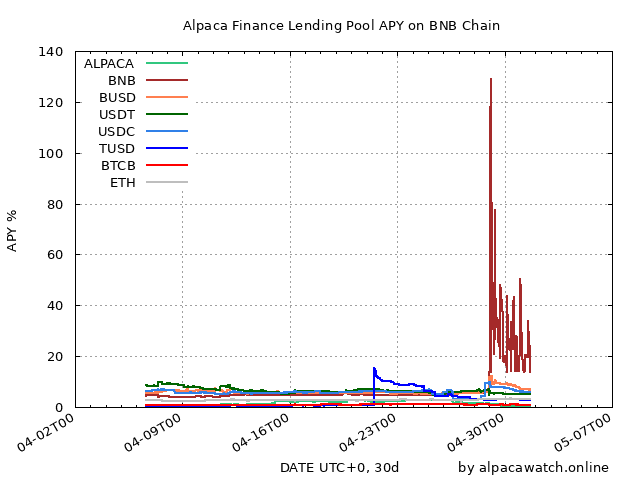 Alpaca Finance Lending Pool APY on BNB Chain
140
120
100
80
60
40
20
0
APY %
ALPACA
BNB
BUSD
USDT
USDC
TUSD
BTCB
ETH
04-02T00
04-09T00
04-16T00
04-23T00
04-30T00
05-07T00
DATE UTC+0, 30d
by alpacawatch.online